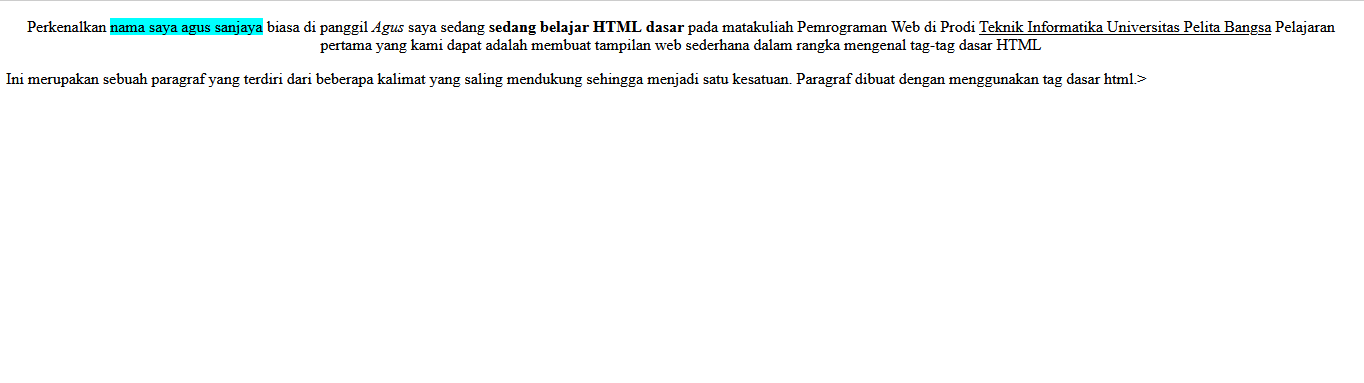 Perkenalkan nama saya agus sanjaya biasa di panggil Agus saya sedang sedang belajar HTML dasar pada matakuliah Pemrograman Web di Prodi Teknik Informatika Universitas Pelita Bangsa Pelajaran
pertama yang kami dapat adalah membuat tampilan web sederhana dalam rangka mengenal tag-tag dasar HTML
Ini merupakan sebuah paragraf yang terdiri dari beberapa kalimat yang saling mendukung sehingga menjadi satu kesatuan. Paragraf dibuat dengan menggunakan tag dasar html.>